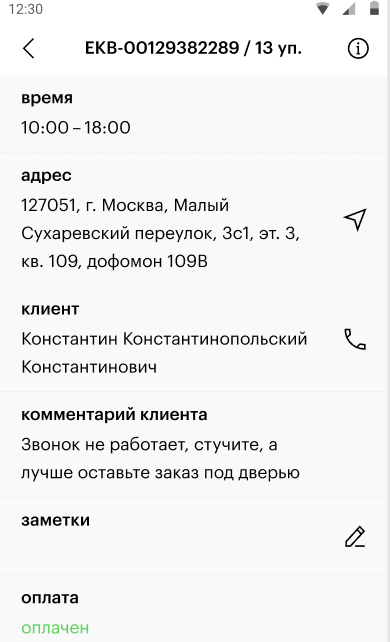 12:30
ЕКВ-00129382289 / 13 уп.
время
10:00 – 18:00
адрес
127051, г. Москва, Малый
Сухаревский переулок, 3с1, эт. 3,
кв. 109, дофомон 109В
клиент
Константин Константинопольский
Константинович
комментарий клиента
Звонок не работает, стучите, а
лучше оставьте заказ под дверью
заметки
оплата
оплачен